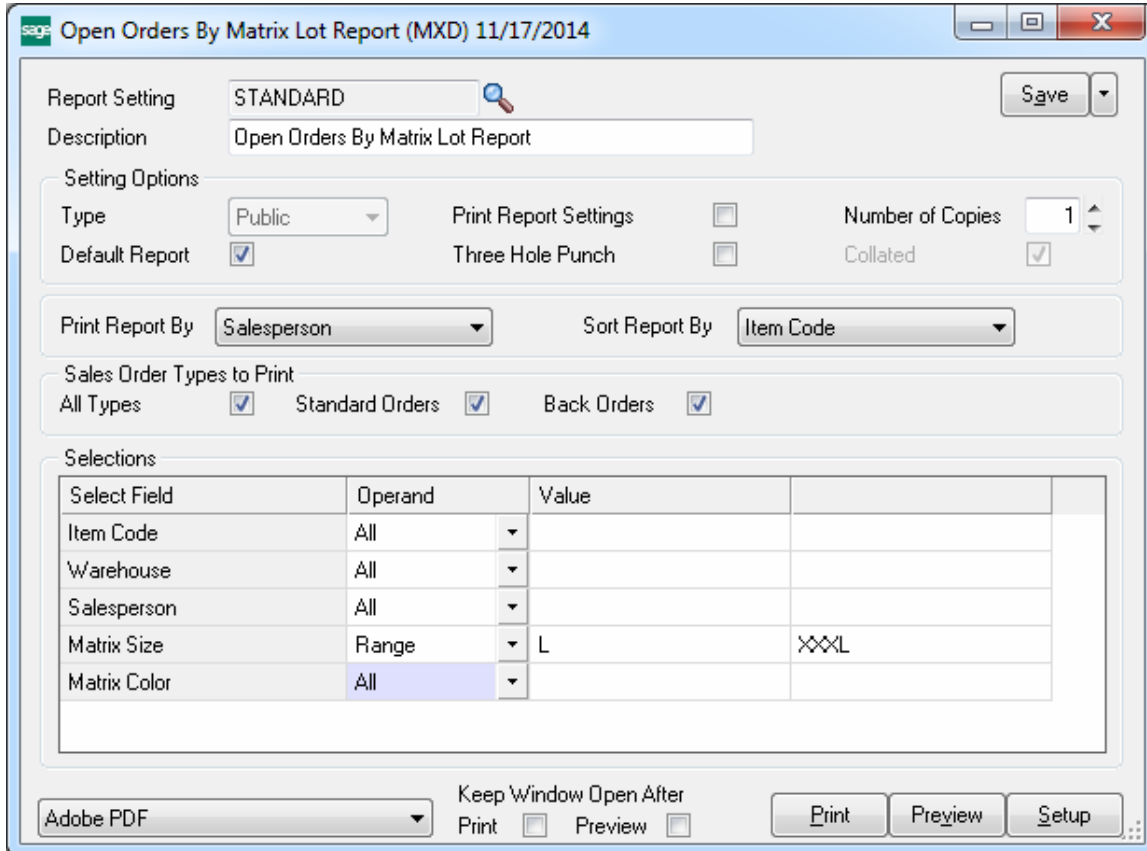 sage Open Orders By Matrix Lot Report (MXD) 11/17/2014
Report Setting STANDARD Save
Description Open Orders By Matrix Lot Report
Setting Options
Type Public Print Report Settings Number of Copies 1
Default Report Three Hole Punch Collated
Print Report By Salesperson Sort Report By Item Code
Sales Order Types to Print
All Types Standard Orders Back Orders
Selections
Select Field Operand Value
Item Code All
Warehouse All
Salesperson All
Matrix Size Range L XXXL
Matrix Color All
Keep Window Open After
Adobe PDF Print Preview Print Preview Setup